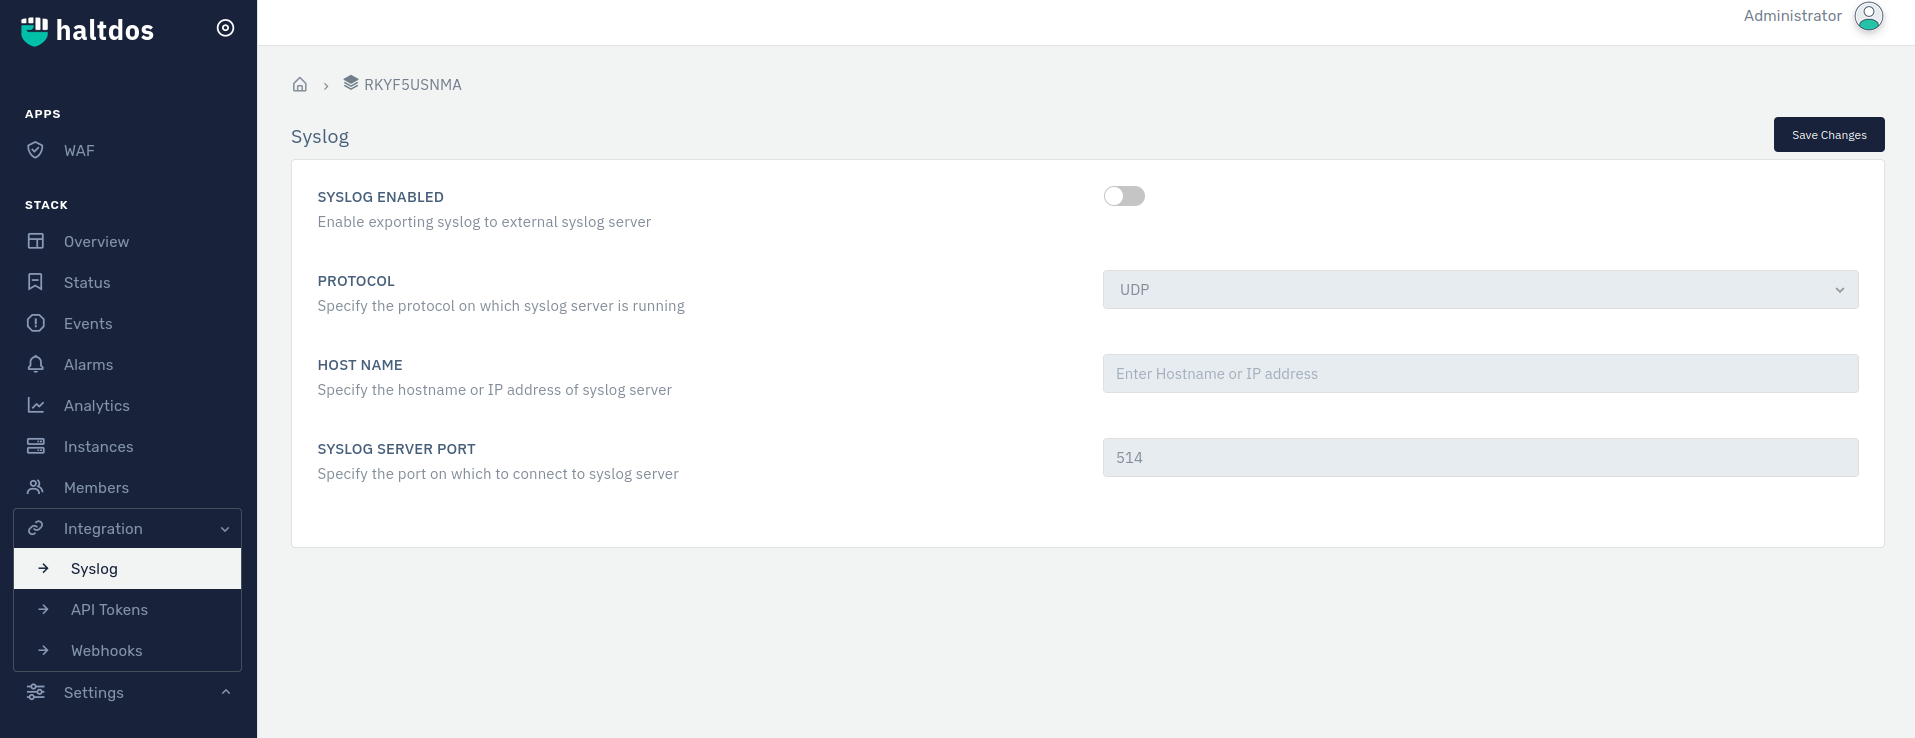 haltdos
Administrator
APPS
WAF
STACK
Overview
Status
Events
Alarms
Analytics
Instances
Members
Integration
Syslog
API Tokens
Webhooks
Settings
RKYF5USNMA
Syslog
Save Changes
SYSLOG ENABLED
Enable exporting syslog to external syslog server
PROTOCOL
Specify the protocol on which syslog server is running
UDP
HOST NAME
Specify the hostname or IP address of syslog server
Enter Hostname or IP address
SYSLOG SERVER PORT
Specify the port on which to connect to syslog server
514